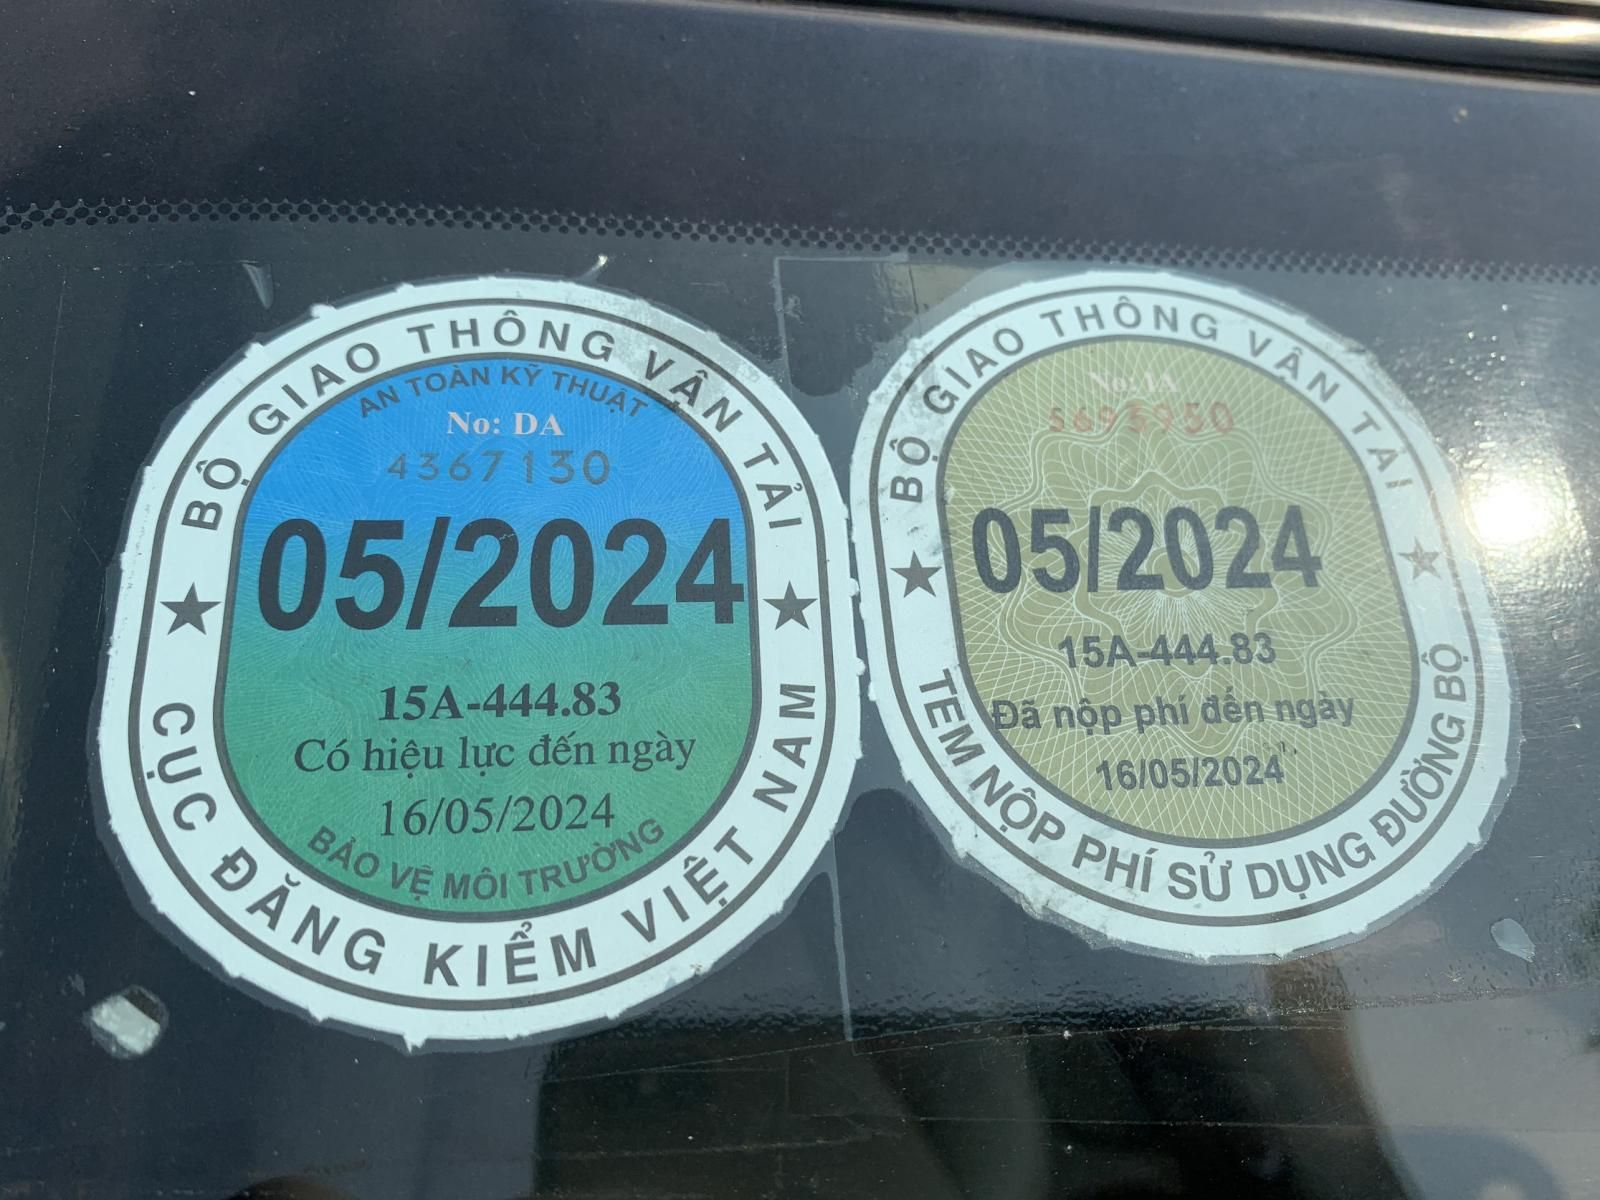 BỘ GIAO THÔNG VẬN TẢI
AN TOÀN KỸ THUẬT
No: DA
4367130
05/2024
15A-444.83
Có hiệu lực đến ngày
16/05/2024
BẢO VỆ MÔI TRƯỜNG
CỤC ĐĂNG KIỂM VIỆT NAM
BỘ GIAO THÔNG VẬN TẢI
No:
05/2024
15A-444.83
Đã nộp phí đến ngày
16/05/2024
TEM NỘP PHÍ SỬ DỤNG ĐƯỜNG BỘ